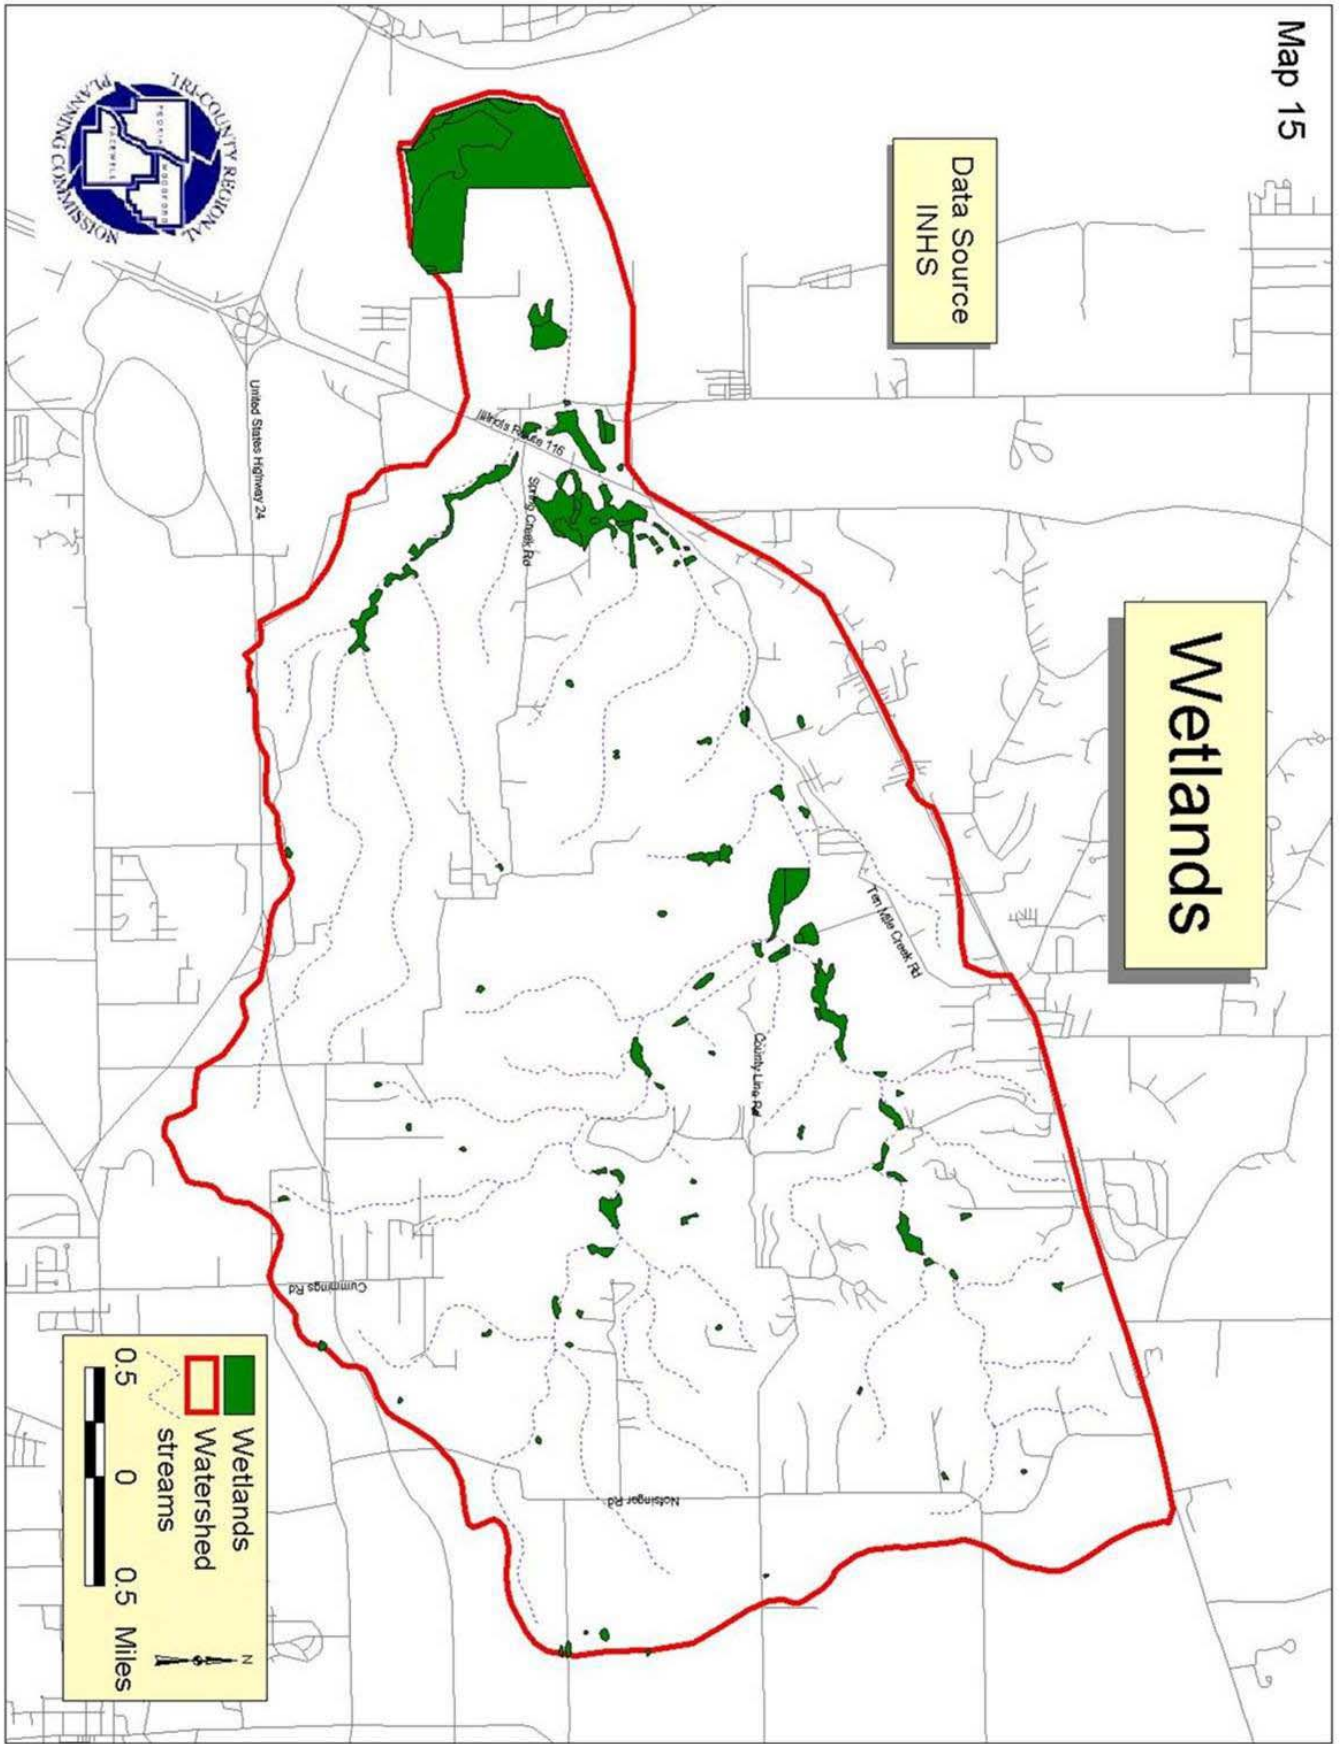 Map 15
Wetlands
Data Source
INHS
Ten Mile Creek Rd
County Line Rd
Illinois Route 116
Spring Creek Rd
Notsinger Rd
Cummings Rd
United States Highway 24
TRI-COUNTY REGIONAL
PLANNING COMMISSION
PEORIA
WOODFORD
TAZEWELL
Wetlands
Watershed
streams
N
0.5 0 0.5 Miles